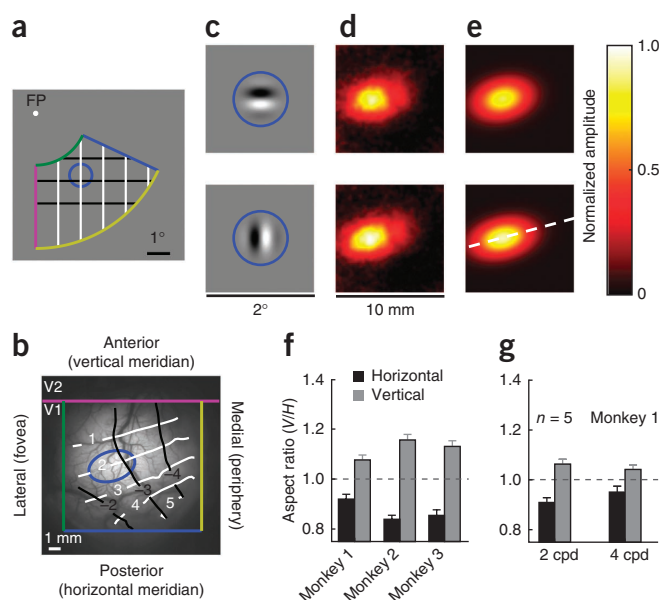 a
FP
1°
c
d
e
2°
10 mm
1.0
0.5
0
Normalized amplitude
b
Anterior
(vertical meridian)
V2
V1
Lateral (fovea)
Medial (periphery)
1
2
3
4
5
−2
−3
−4
1 mm
Posterior
(horizontal meridian)
f
Horizontal
Vertical
Aspect ratio (V/H)
1.4
1.2
1.0
0.8
Monkey 1
Monkey 2
Monkey 3
g
1.4
1.2
1.0
0.8
n = 5 Monkey 1
2 cpd
4 cpd